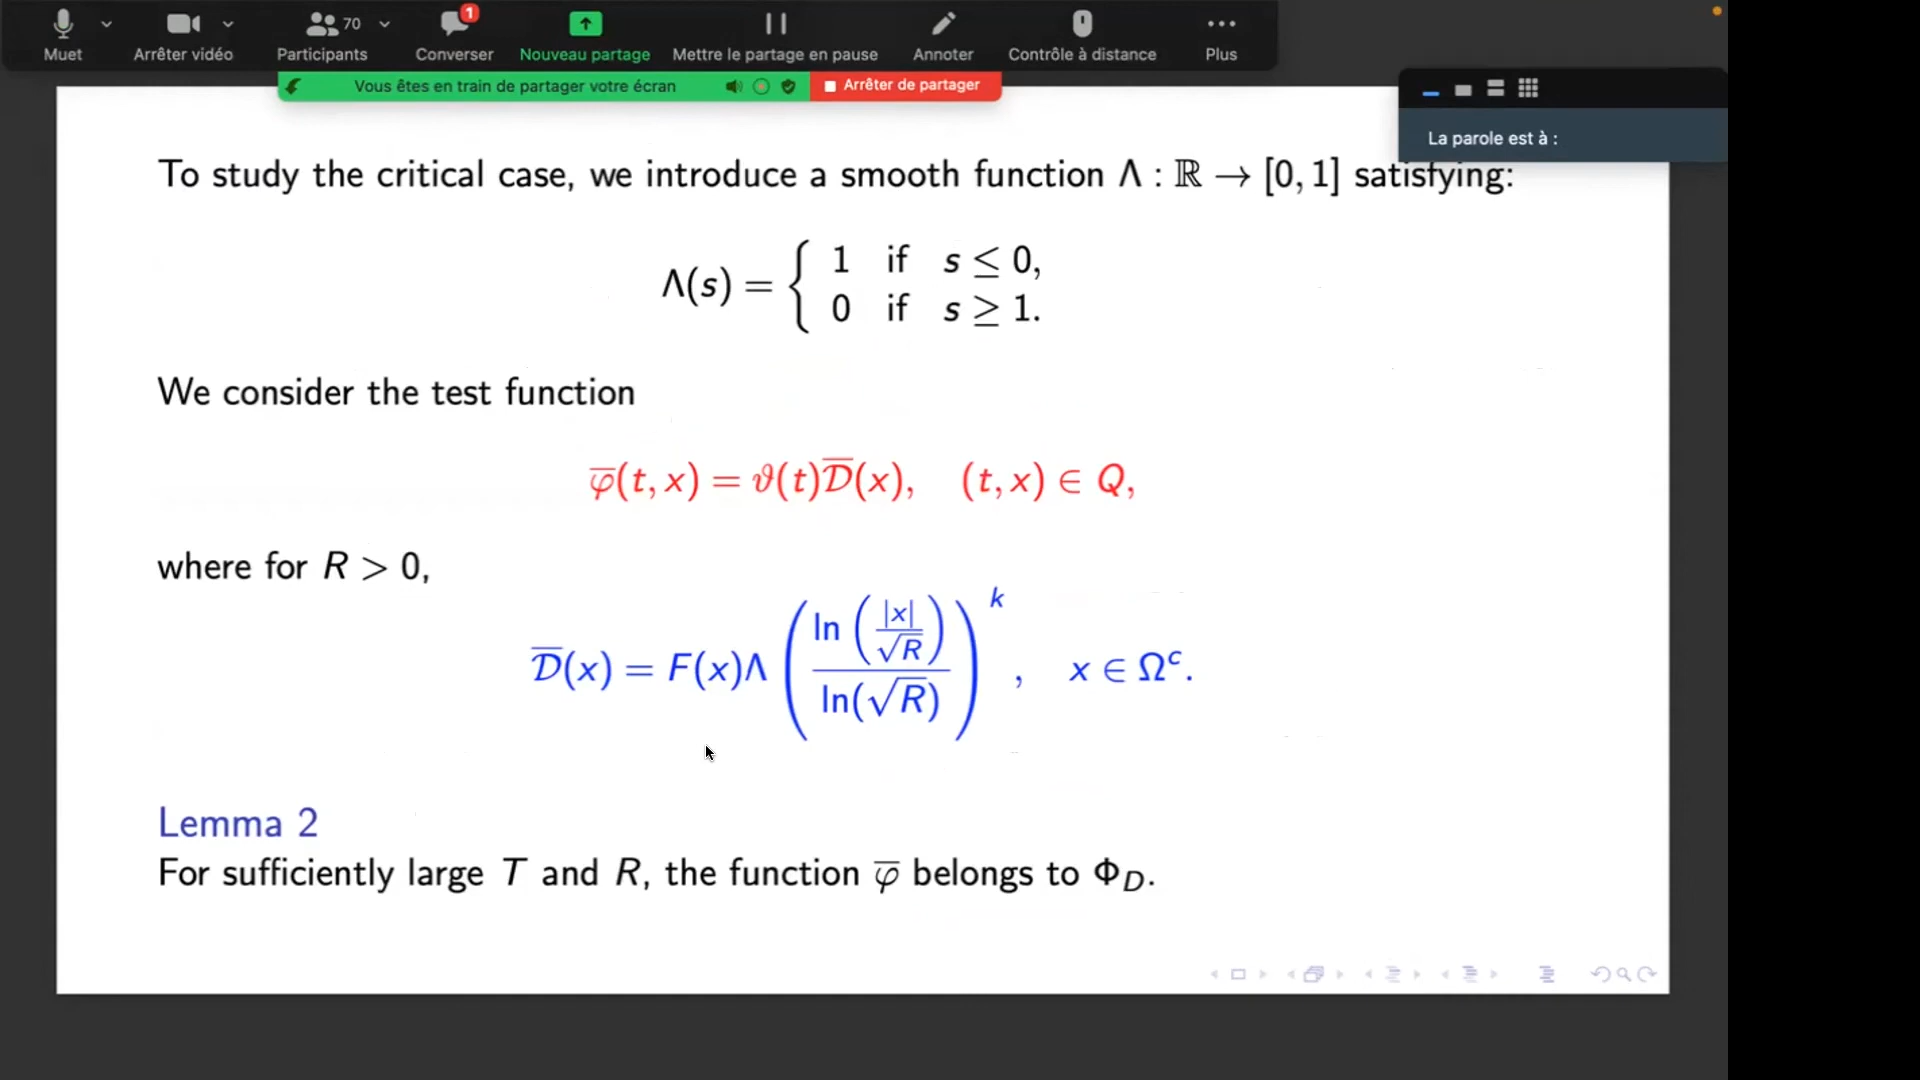 70
1
Muet
Arrêter vidéo
Participants
Converser
Nouveau partage
Mettre le partage en pause
Annoter
Contrôle à distance
Plus
Vous êtes en train de partager votre écran
Arrêter de partager
La parole est à :
To study the critical case, we introduce a smooth function Λ : ℝ → [0, 1] satisfying:
Λ(s) = { 1 if s ≤ 0,
0 if s ≥ 1.
We consider the test function
φ̅(t, x) = ϑ(t)𝒟̅(x), (t, x) ∈ Q,
where for R > 0,
𝒟̅(x) = F(x)Λ ( ln ( |x| / √R ) / ln(√R) )^k , x ∈ Ω^c.
Lemma 2
For sufficiently large T and R, the function φ̅ belongs to Φ_D.